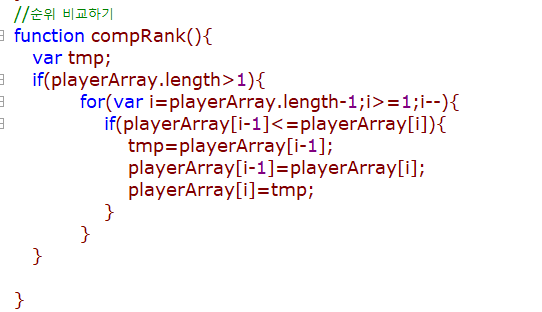 //순위 비교하기
function compRank(){
var tmp;
if(playerArray.length>1){
for(var i=playerArray.length-1;i>=1;i--){
if(playerArray[i-1]<=playerArray[i]){
tmp=playerArray[i-1];
playerArray[i-1]=playerArray[i];
playerArray[i]=tmp;
}
}
}
}